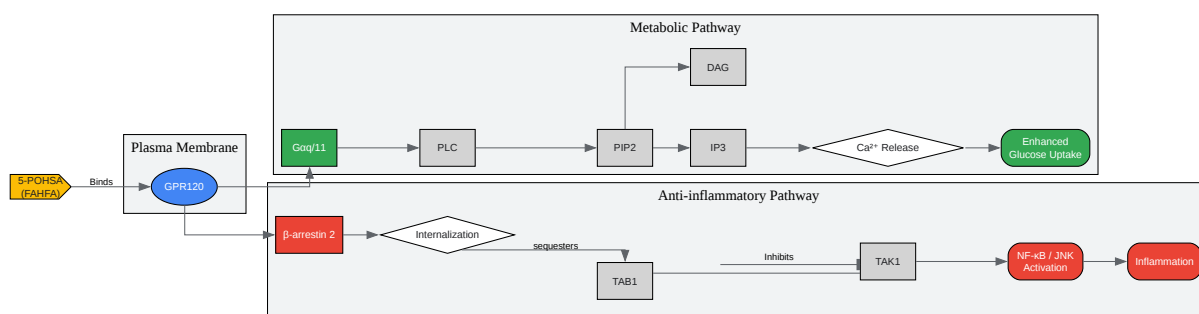 Metabolic Pathway
DAG
Gαq/11
PLC
PIP2
IP3
Ca²⁺ Release
Enhanced
Glucose Uptake
Plasma Membrane
5-POHSA
(FAHFA)
Binds
GPR120
Anti-inflammatory Pathway
β-arrestin 2
Internalization
sequesters
TAB1
Inhibits
TAK1
NF-κB / JNK
Activation
Inflammation